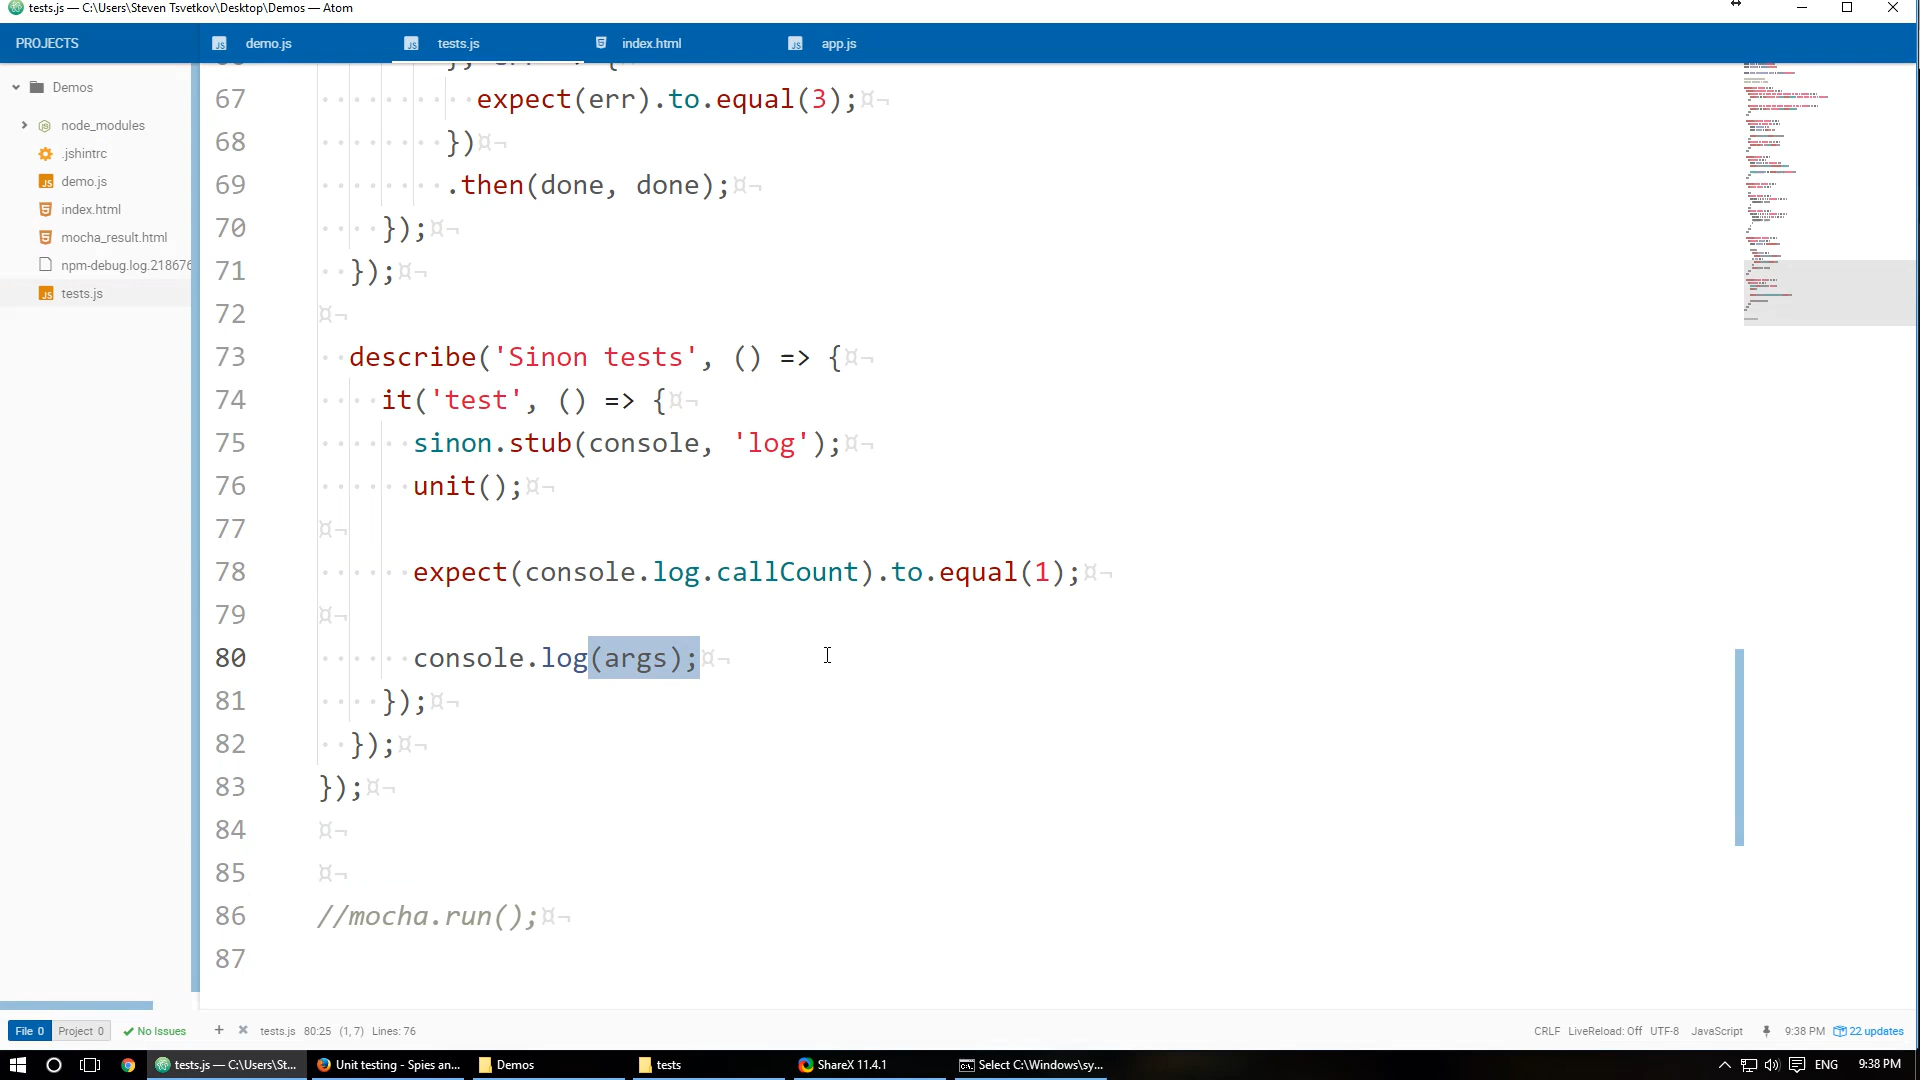 tests.js — C:\Users\Steven Tsvetkov\Desktop\Demos — Atom
PROJECTS
demo.js
tests.js
index.html
app.js
Demos
node_modules
.jshintrc
demo.js
index.html
mocha_result.html
npm-debug.log.218676
tests.js
67 expect(err).to.equal(3);¤¬
68 })¤¬
69 .then(done, done);¤¬
70 });¤¬
71 });¤¬
72 ¤¬
73 describe('Sinon tests', () => {¤¬
74 it('test', () => {¤¬
75 sinon.stub(console, 'log');¤¬
76 unit();¤¬
77 ¤¬
78 expect(console.log.callCount).to.equal(1);¤¬
79 ¤¬
80 console.log(args);¤¬
81 });¤¬
82 });¤¬
83 });¤¬
84 ¤¬
85 ¤¬
86 //mocha.run();¤¬
87
File 0 Project 0 No Issues + tests.js 80:25 (1, 7) Lines: 76 CRLF LiveReload: Off UTF-8 JavaScript 9:38 PM 22 updates
tests.js — C:\Users\St... Unit testing - Spies an... Demos tests ShareX 11.4.1 Select C:\Windows\sy... ENG 9:38 PM